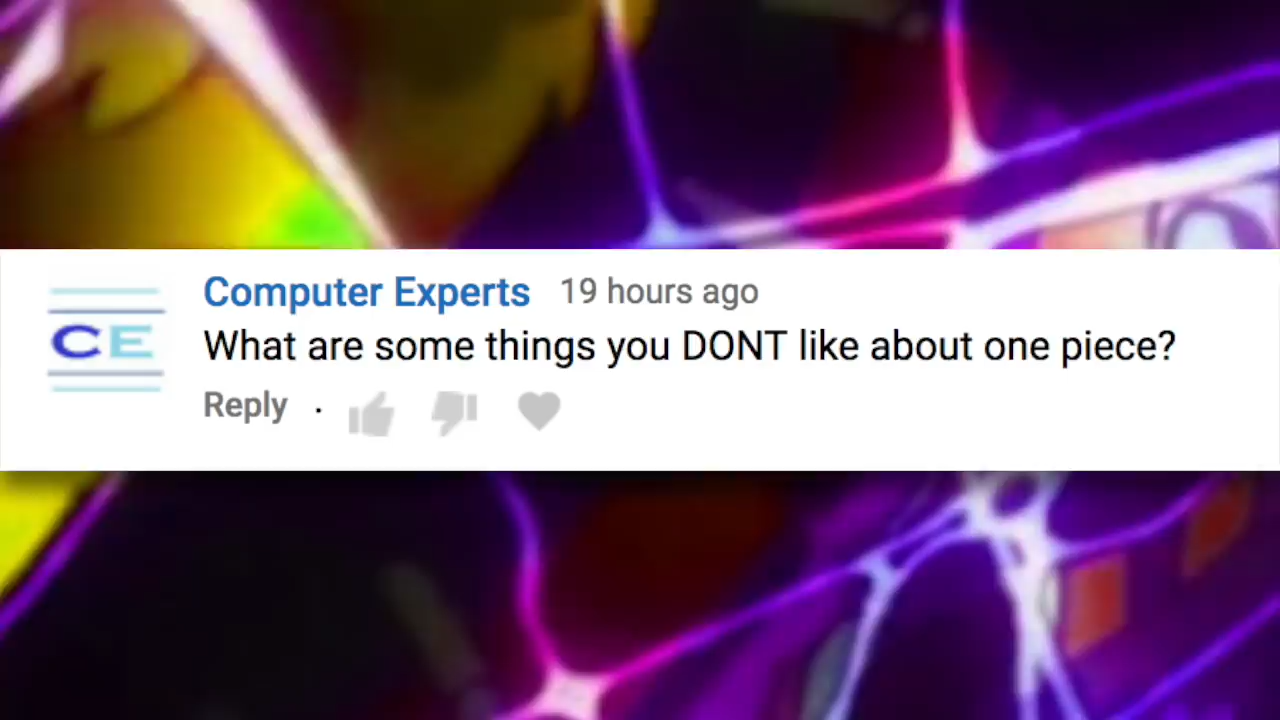 CE
Computer Experts 19 hours ago
What are some things you DONT like about one piece?
Reply .